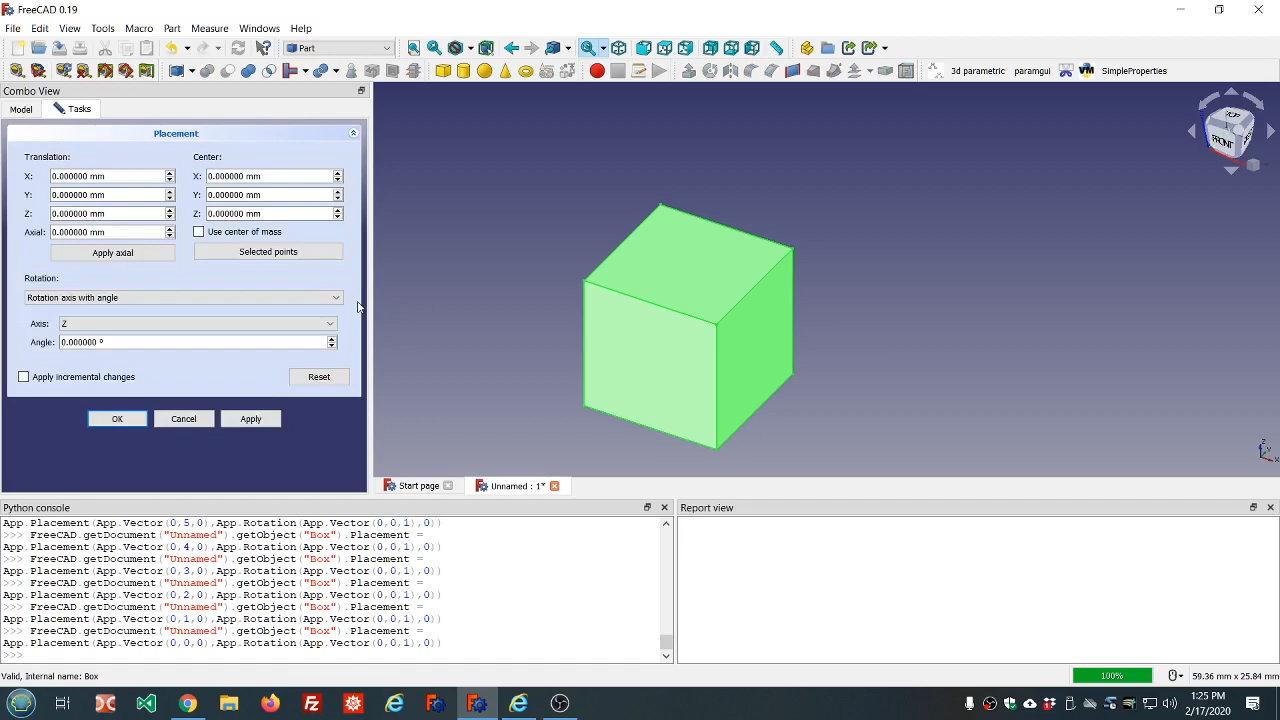 FreeCAD 0.19
File Edit View Tools Macro Part Measure Windows Help
Part
3d parametric paramgui SimpleProperties
Combo View
Model Tasks
Placement
Translation: Center:
X: 0.000000 mm X: 0.000000 mm
Y: 0.000000 mm Y: 0.000000 mm
Z: 0.000000 mm Z: 0.000000 mm
Axial: 0.000000 mm Use center of mass
Apply axial Selected points
Rotation:
Rotation axis with angle
Axis: Z
Angle: 0.000000 °
Apply incremental changes Reset
OK Cancel Apply
TOP
FRONT
Z
Y
X
Start page Unnamed : 1*
Python console Report view
App.Placement(App.Vector(0,5,0),App.Rotation(App.Vector(0,0,1),0))
>>> FreeCAD.getDocument("Unnamed").getObject("Box").Placement =
App.Placement(App.Vector(0,4,0),App.Rotation(App.Vector(0,0,1),0))
>>> FreeCAD.getDocument("Unnamed").getObject("Box").Placement =
App.Placement(App.Vector(0,3,0),App.Rotation(App.Vector(0,0,1),0))
>>> FreeCAD.getDocument("Unnamed").getObject("Box").Placement =
App.Placement(App.Vector(0,2,0),App.Rotation(App.Vector(0,0,1),0))
>>> FreeCAD.getDocument("Unnamed").getObject("Box").Placement =
App.Placement(App.Vector(0,1,0),App.Rotation(App.Vector(0,0,1),0))
>>> FreeCAD.getDocument("Unnamed").getObject("Box").Placement =
App.Placement(App.Vector(0,0,0),App.Rotation(App.Vector(0,0,1),0))
>>>
Valid, Internal name: Box 100% 59.36 mm x 25.84 mm
1:25 PM
2/17/2020